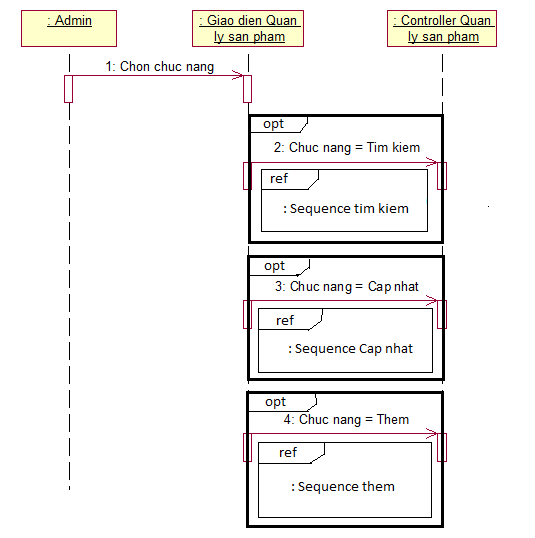 : Admin
: Giao dien Quan
ly san pham
: Controller Quan
ly san pham
1: Chon chuc nang
opt
2: Chuc nang = Tim kiem
ref
: Sequence tim kiem
opt
3: Chuc nang = Cap nhat
ref
: Sequence Cap nhat
opt
4: Chuc nang = Them
ref
: Sequence them